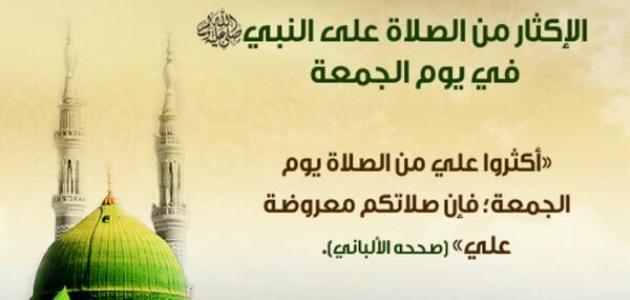 الإكثار من الصلاة على النبي ﷺ
في يوم الجمعة
«أكثروا علي من الصلاة يوم
الجمعة؛ فإن صلاتكم معروضة
علي» (صححه الألباني).